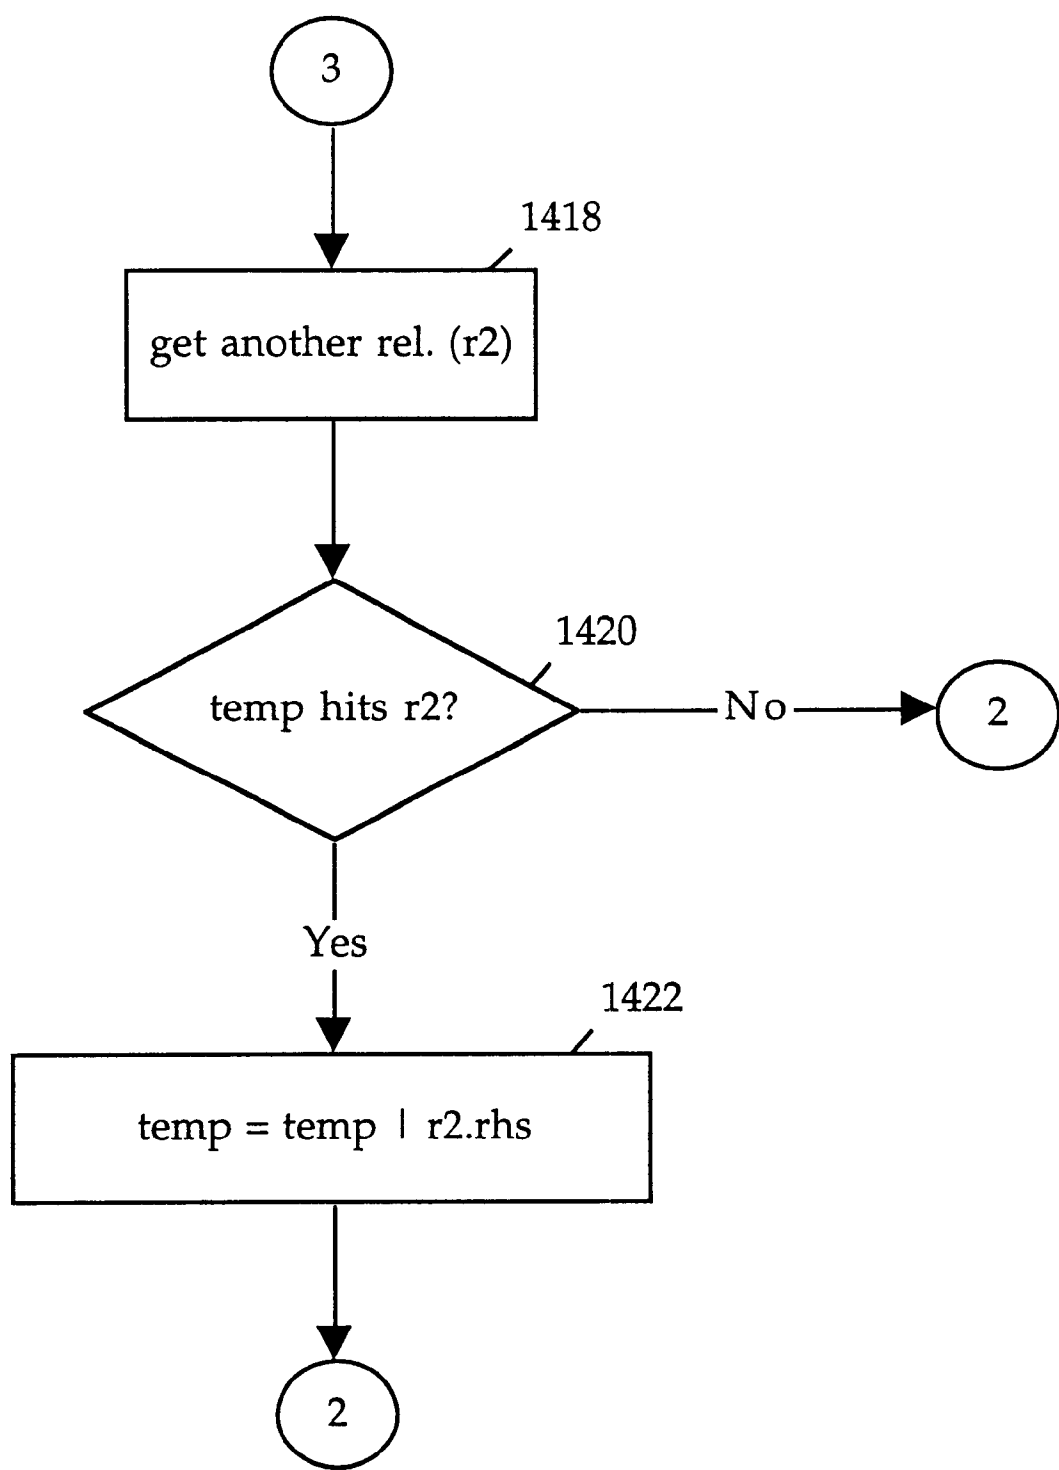 3
1418
get another rel. (r2)
1420
temp hits r2?
No
2
Yes
1422
temp = temp | r2.rhs
2